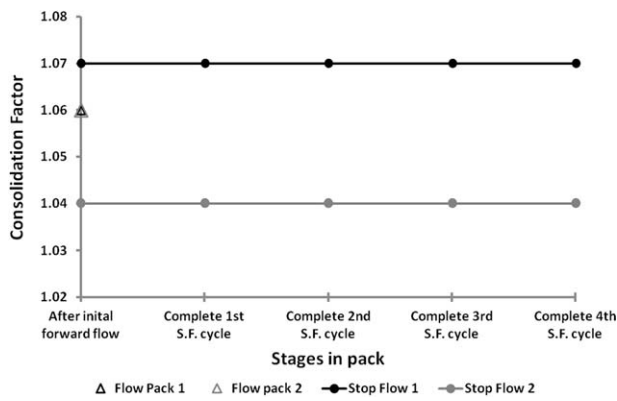 1.08
1.07
1.06
1.05
1.04
1.03
1.02
Consolidation Factor
After inital forward flow
Complete 1st S.F. cycle
Complete 2nd S.F. cycle
Complete 3rd S.F. cycle
Complete 4th S.F. cycle
Stages in pack
Flow Pack 1
Flow pack 2
Stop Flow 1
Stop Flow 2